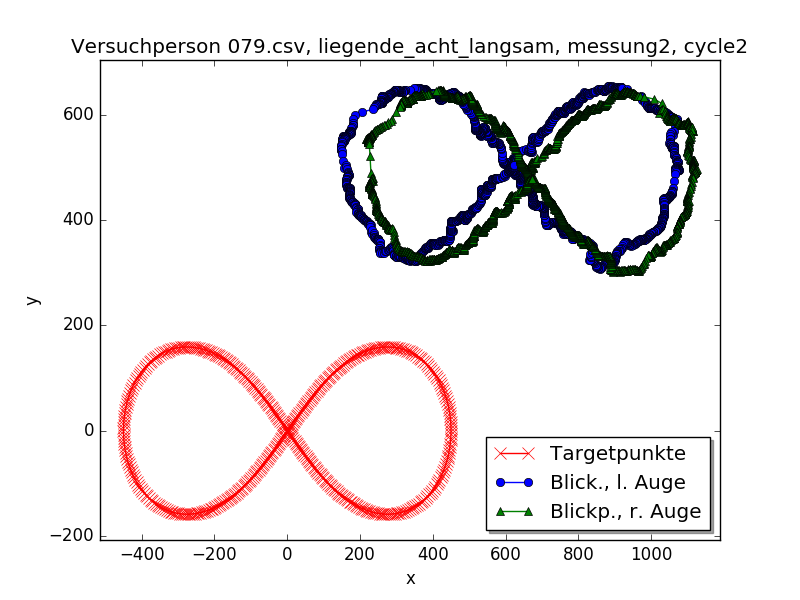 Versuchperson 079.csv, liegende_acht_langsam, messung2, cycle2
y
600
400
200
0
−200
−400
−200
0
200
400
600
800
1000
x
Targetpunkte
Blick., l. Auge
Blickp., r. Auge